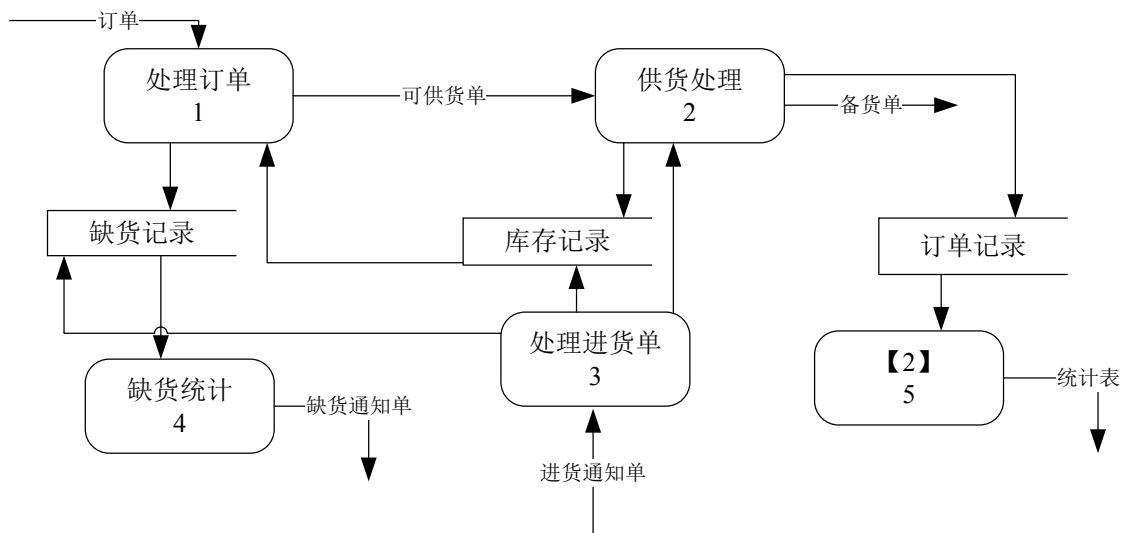 订单
处理订单
1
可供货单
供货处理
2
备货单
缺货记录
库存记录
订单记录
处理进货单
3
【2】
5
统计表
缺货统计
4
缺货通知单
进货通知单